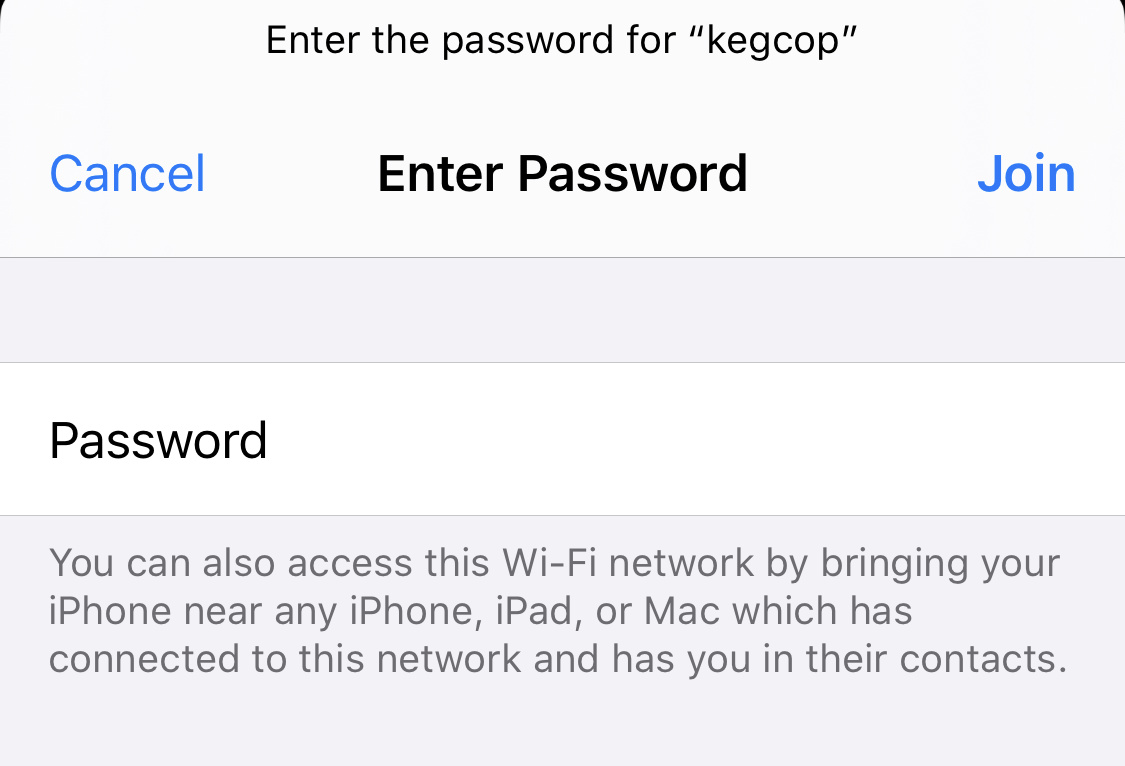 Enter the password for “kegcop”
Cancel Enter Password Join
Password
You can also access this Wi-Fi network by bringing your
iPhone near any iPhone, iPad, or Mac which has
connected to this network and has you in their contacts.